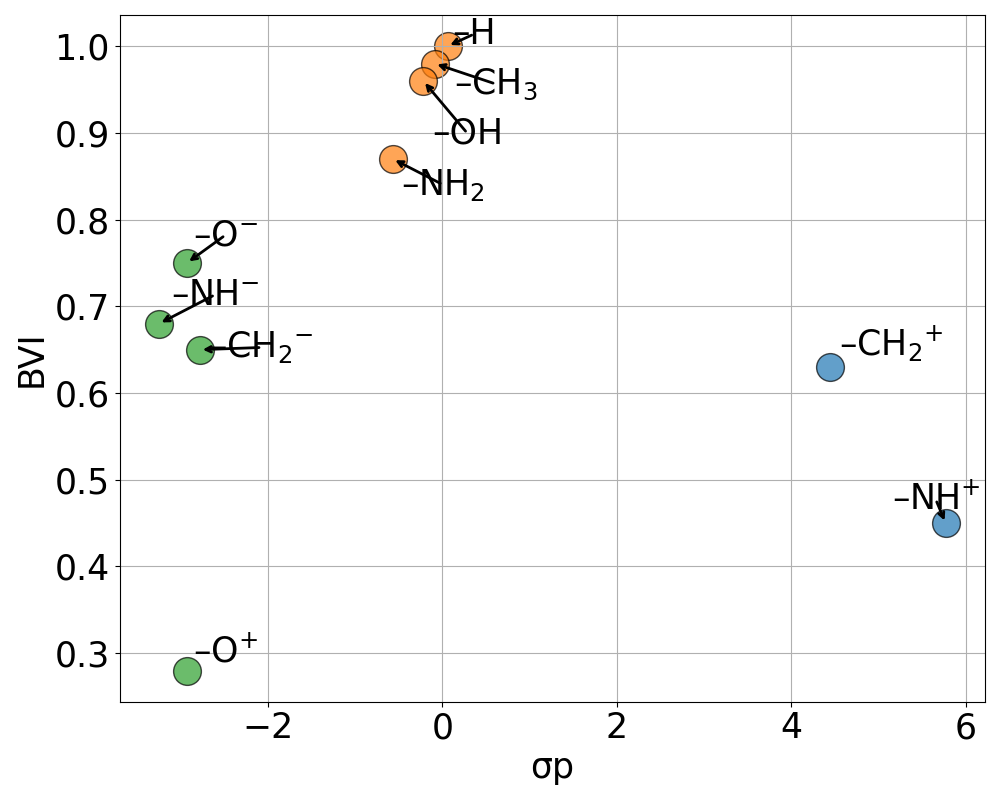 1.0
0.9
0.8
0.7
0.6
0.5
0.4
0.3
BVI
–H
–CH₃
–OH
–NH₂
–O⁻
–NH⁻
–CH₂⁻
–CH₂⁺
–NH⁺
–O⁺
−2 0 2 4 6
σp